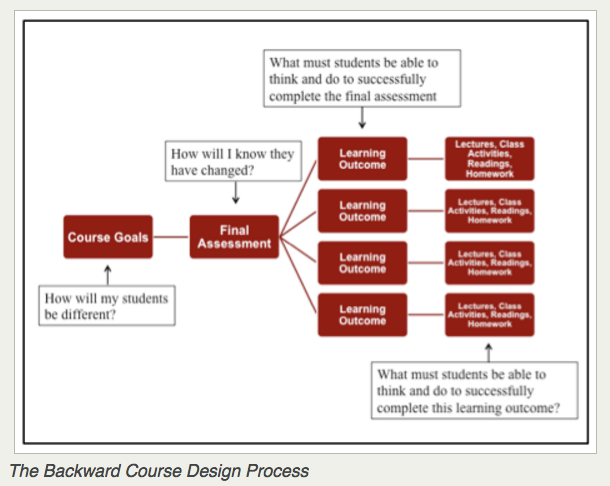 What must students be able to
think and do to successfully
complete the final assessment
How will I know they
have changed?
Course Goals
Final
Assessment
How will my students
be different?
Learning
Outcome
Lectures, Class
Activities,
Readings,
Homework
Learning
Outcome
Lectures, Class
Activities, Readings,
Homework
Learning
Outcome
Lectures, Class
Activities, Readings,
Homework
Learning
Outcome
Lectures, Class
Activities, Readings,
Homework
What must students be able to
think and do to successfully
complete this learning outcome?
The Backward Course Design Process